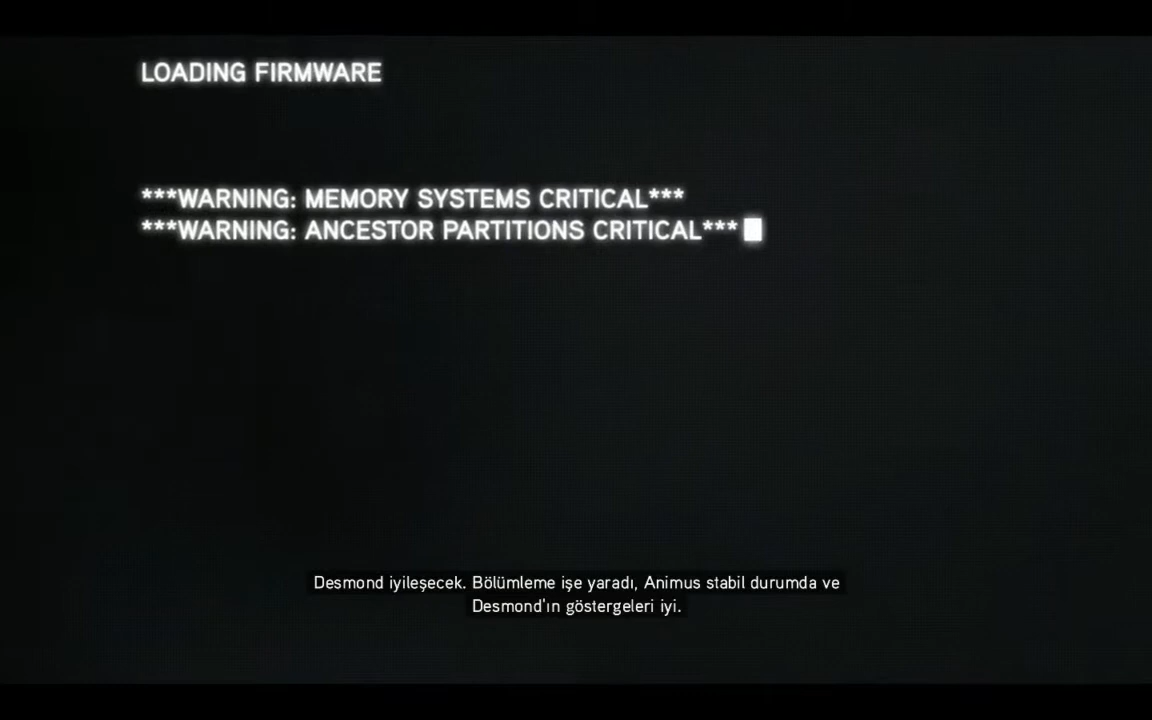 LOADING FIRMWARE
***WARNING: MEMORY SYSTEMS CRITICAL***
***WARNING: ANCESTOR PARTITIONS CRITICAL***
Desmond iyileşecek. Bölümleme işe yaradı, Animus stabil durumda ve
Desmond'ın göstergeleri iyi.